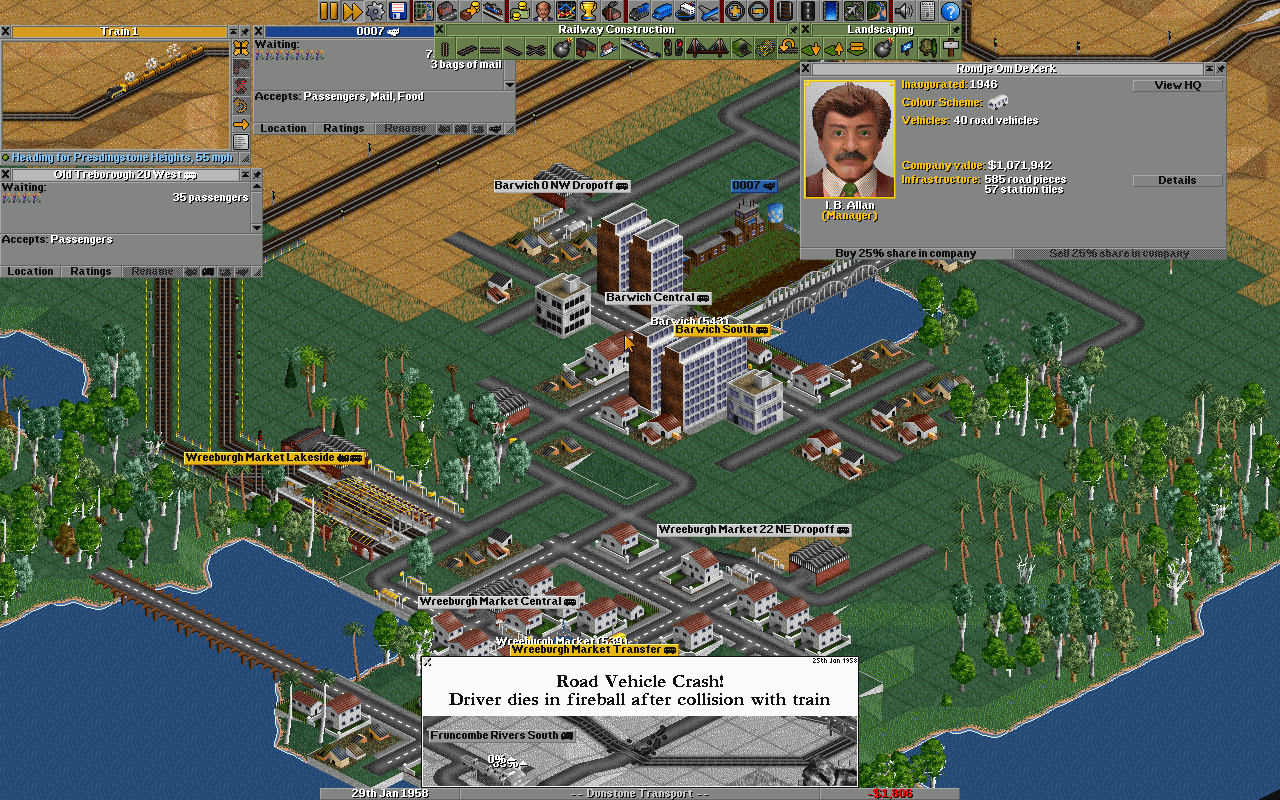 Train 1
Heading for Presdingstone Heights, 55 mph
0007
Waiting:
7
3 bags of mail
Accepts: Passengers, Mail, Food
Location
Ratings
Rename
Railway Construction
Landscaping
Rondje Om De Kerk
Inaugurated: 1946
View HQ
Colour Scheme:
Vehicles: 40 road vehicles
Company value: $1,071,942
Infrastructure: 585 road pieces
57 station tiles
Details
I. B. Allan
(Manager)
Buy 25% share in company
Sell 25% share in company
Old Treborough 20 West
Waiting:
35 passengers
Accepts: Passengers
Location
Ratings
Rename
Barwich 0 NW Dropoff
0007
Barwich Central
Barwich (543)
Barwich South
Wreeburgh Market Lakeside
Wreeburgh Market 22 NE Dropoff
Wreeburgh Market Central
Wreeburgh Market (539)
Wreeburgh Market Transfer
25th Jan 1958
Road Vehicle Crash!
Driver dies in fireball after collision with train
Fruncombe Rivers South
0%
29th Jan 1958
-- Dunstone Transport --
-$1,806